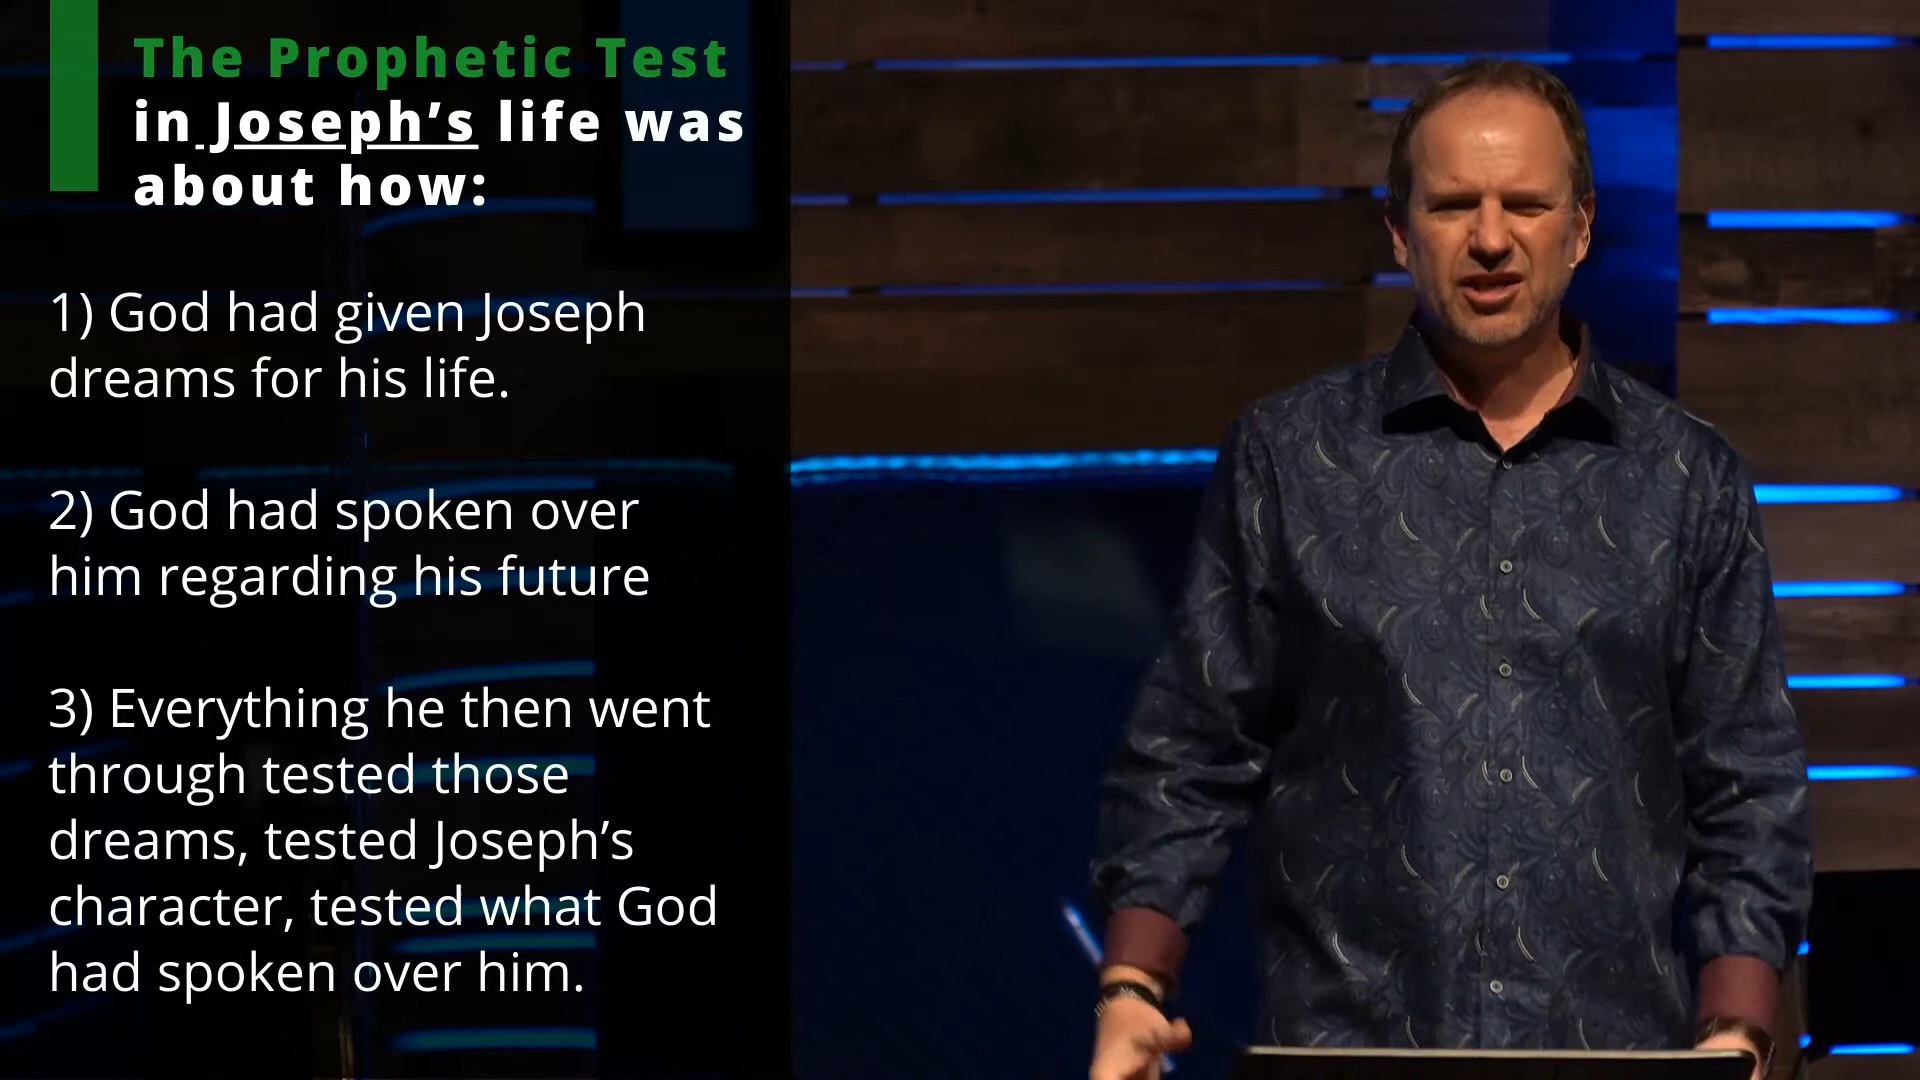 The Prophetic Test
in Joseph’s life was
about how:
1) God had given Joseph
dreams for his life.
2) God had spoken over
him regarding his future
3) Everything he then went
through tested those
dreams, tested Joseph’s
character, tested what God
had spoken over him.